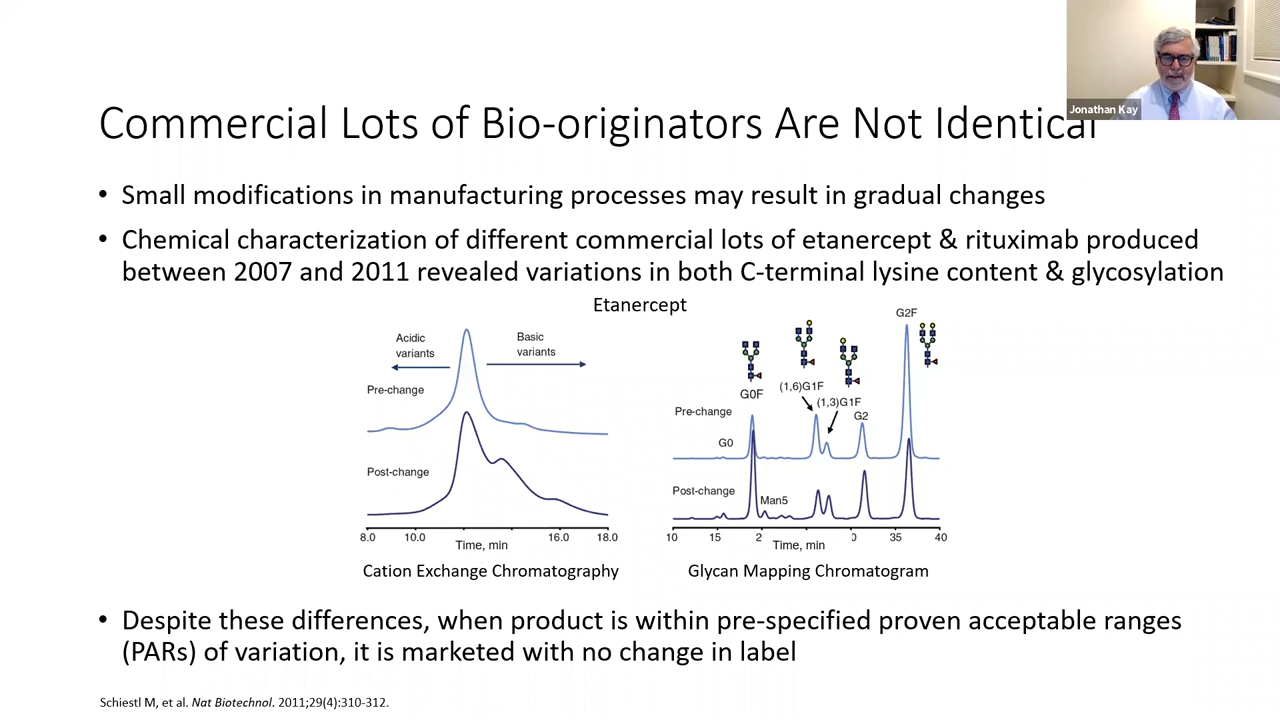 Jonathan Kay
Commercial Lots of Bio-originators Are Not Identical
• Small modifications in manufacturing processes may result in gradual changes
• Chemical characterization of different commercial lots of etanercept & rituximab produced
between 2007 and 2011 revealed variations in both C-terminal lysine content & glycosylation
Etanercept
Acidic
variants
Basic
variants
Pre-change
Post-change
8.0 10.0 16.0 18.0
Time, min
Cation Exchange Chromatography
G2F
G0F
(1,6)G1F
(1,3)G1F
G2
Pre-change
G0
Post-change
Man5
10 15 2 0 35 40
Time, min
Glycan Mapping Chromatogram
• Despite these differences, when product is within pre-specified proven acceptable ranges
(PARs) of variation, it is marketed with no change in label
Schiestl M, et al. Nat Biotechnol. 2011;29(4):310-312.